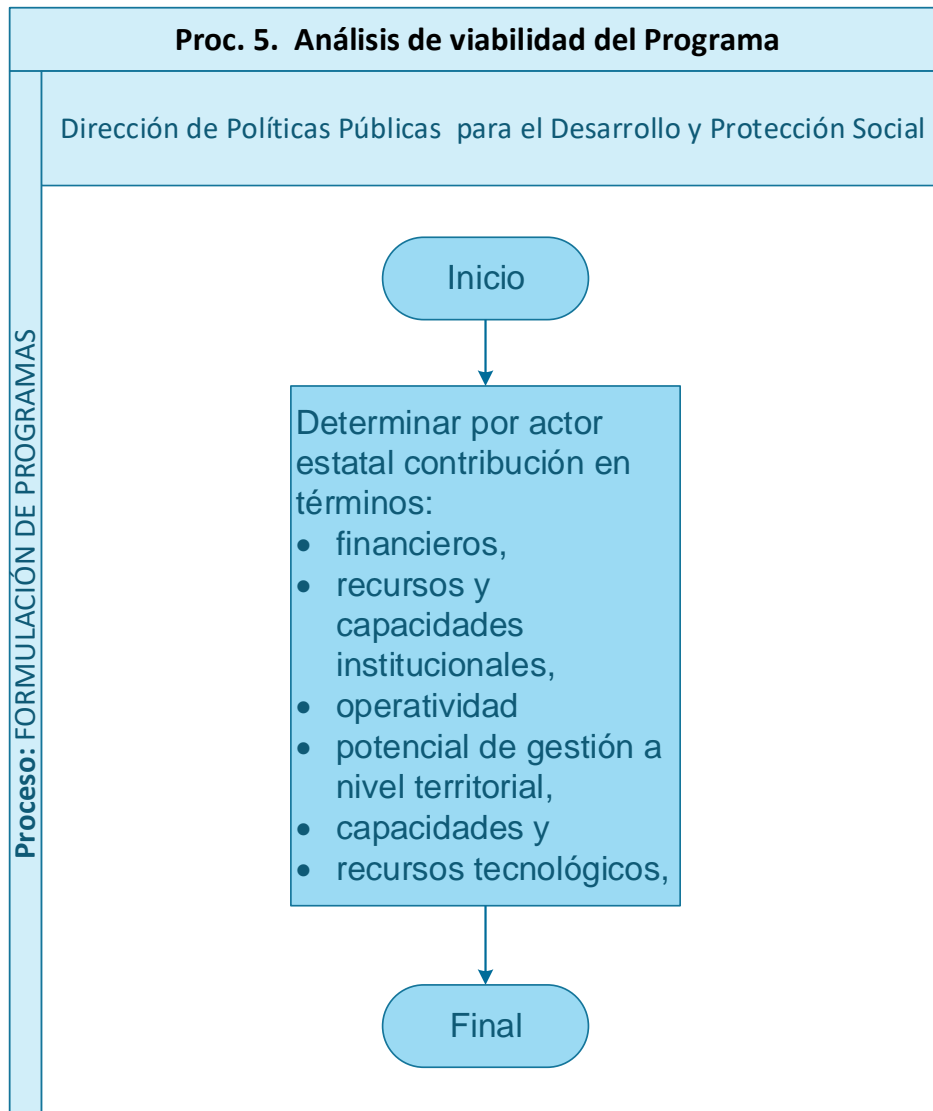 Proc. 5. Análisis de viabilidad del Programa
Proceso: FORMULACIÓN DE PROGRAMAS
Dirección de Políticas Públicas para el Desarrollo y Protección Social
Inicio
Determinar por actor
estatal contribución en
términos:
• financieros,
• recursos y
capacidades
institucionales,
• operatividad
• potencial de gestión a
nivel territorial,
• capacidades y
• recursos tecnológicos,
Final